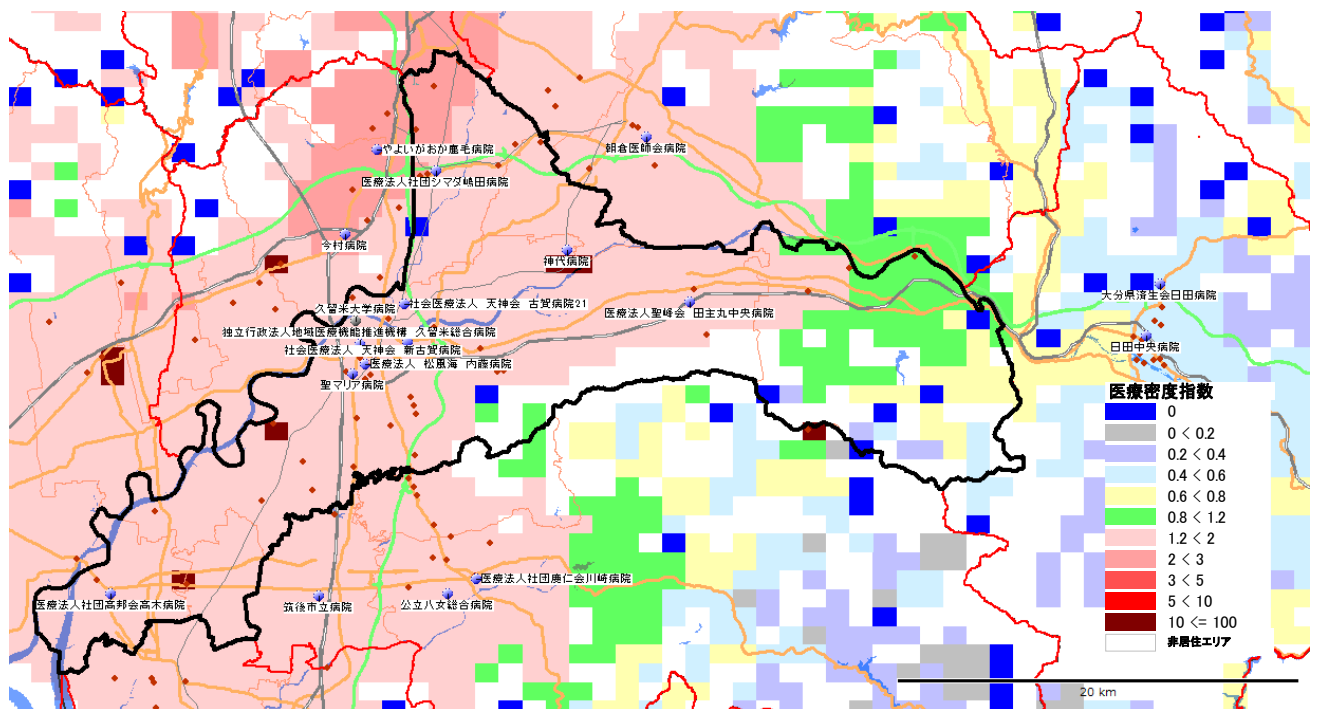 やよいがおか鹿毛病院
朝倉医師会病院
医療法人社団シマダ嶋田病院
今村病院
神代病院
大分県済生会日田病院
久留米大学病院
社会医療法人 天神会 古賀病院21
医療法人聖峰会 田主丸中央病院
独立行政法人地域医療機能推進機構 久留米総合病院
社会医療法人 天神会 新古賀病院
日田中央病院
医療法人 松風海 内藤病院
聖マリア病院
医療密度指数
0
0 < 0.2
0.2 < 0.4
0.4 < 0.6
0.6 < 0.8
0.8 < 1.2
1.2 < 2
2 < 3
3 < 5
5 < 10
10 <= 100
非居住エリア
医療法人社団慶仁会川崎病院
医療法人社団高邦会高木病院
筑後市立病院
公立八女総合病院
20 km